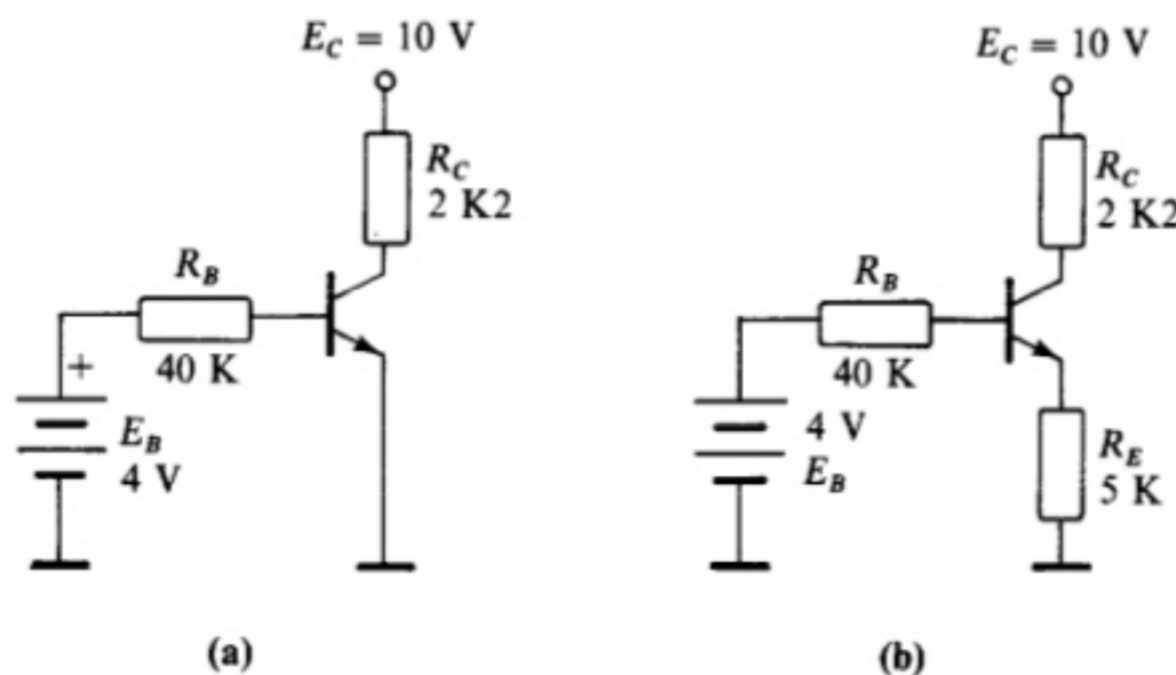 E_C = 10 V
R_C
2 K2
R_B
40 K
+
E_B
4 V
(a)
E_C = 10 V
R_C
2 K2
R_B
40 K
4 V
E_B
R_E
5 K
(b)